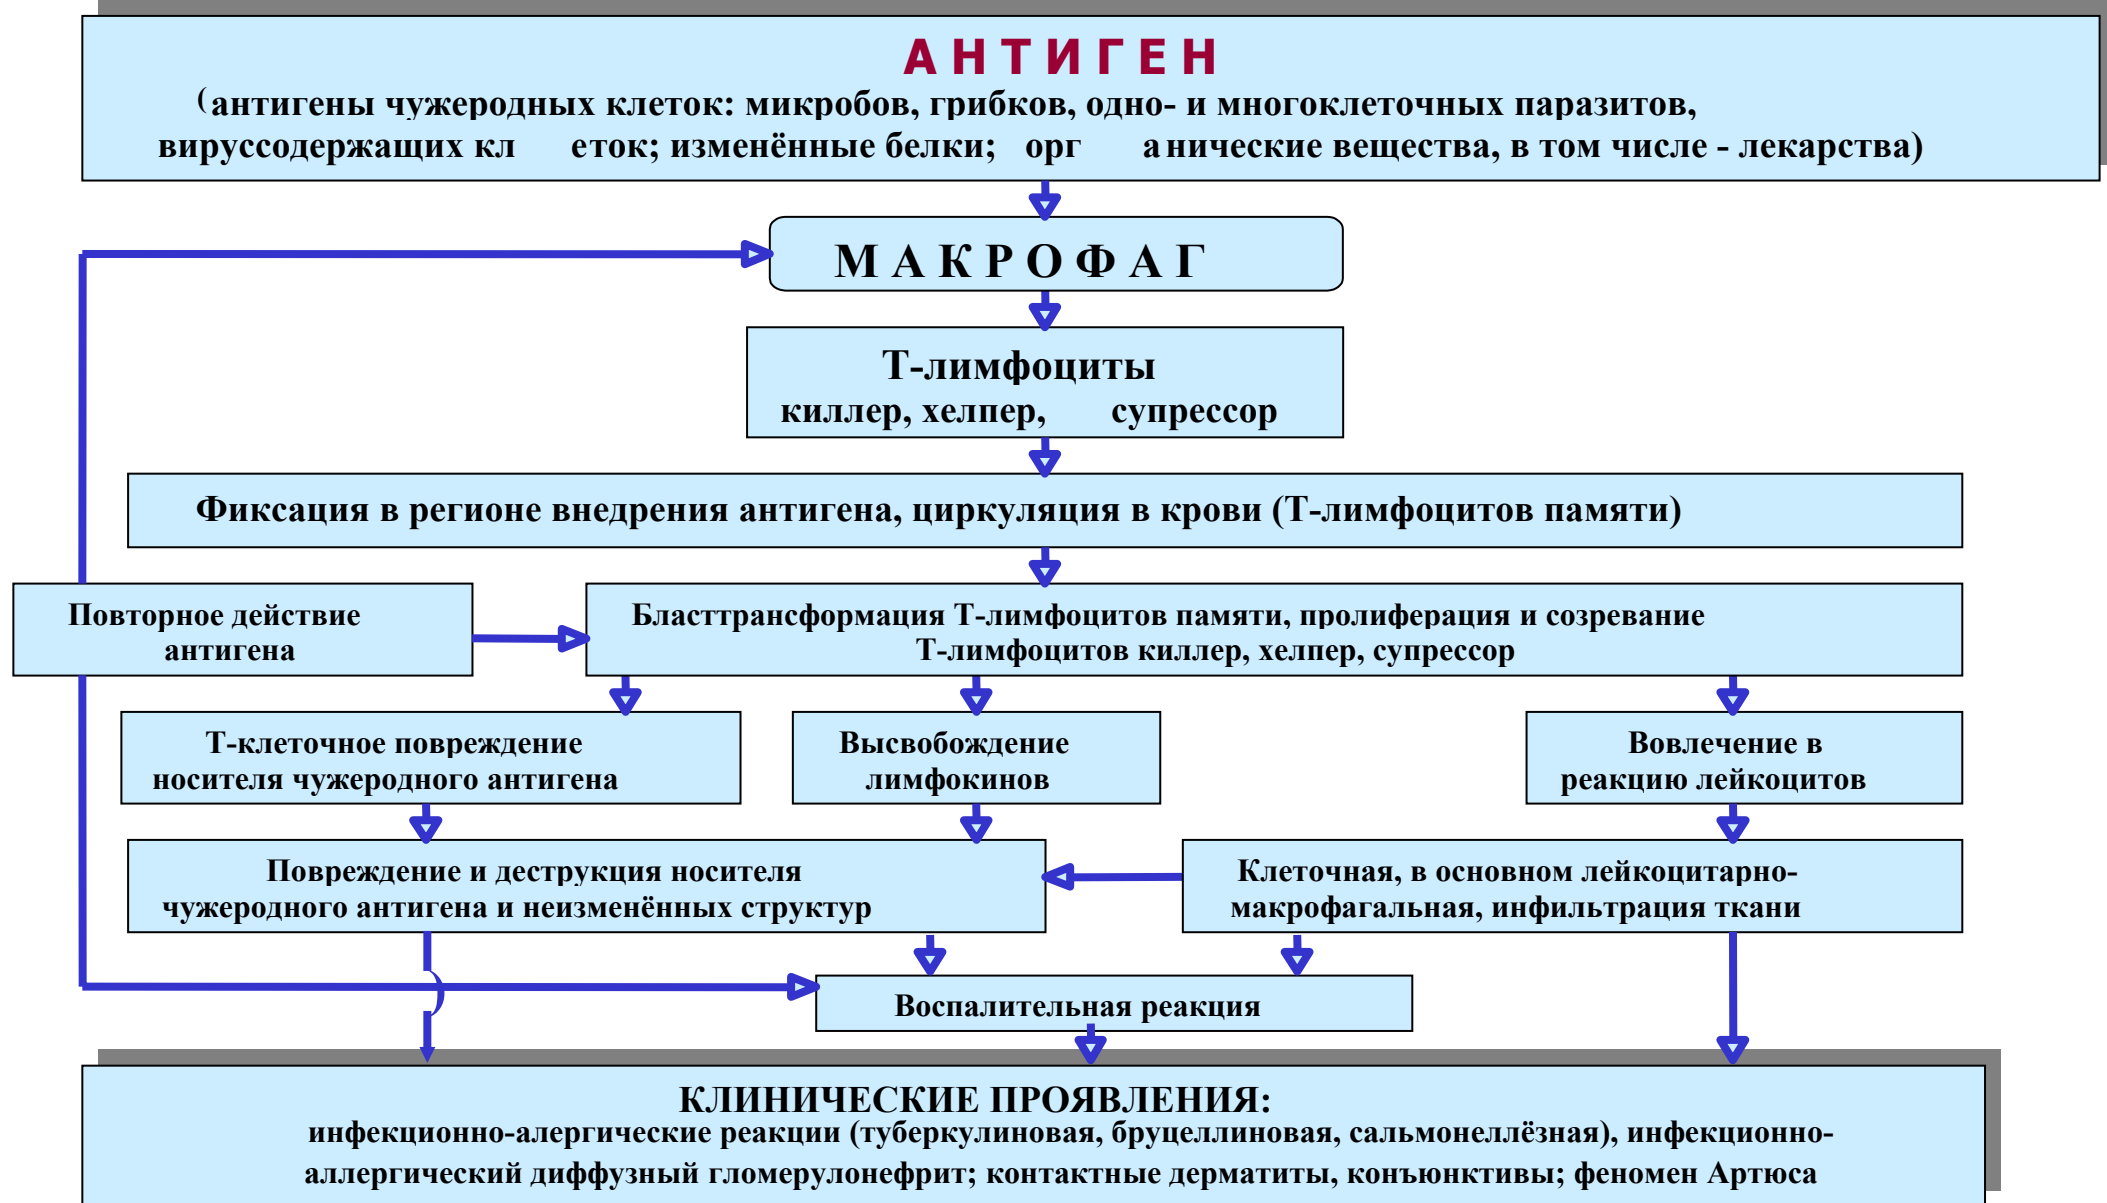 АНТИГЕН
(антигены чужеродных клеток: микробов, грибков, одно- и многоклеточных паразитов,
вируссодержащих кл еток; изменённые белки; орг анические вещества, в том числе - лекарства)
МАКРОФАГ
Т-лимфоциты
киллер, хелпер, супрессор
Фиксация в регионе внедрения антигена, циркуляция в крови (Т-лимфоцитов памяти)
Повторное действие
антигена
Бласттрансформация Т-лимфоцитов памяти, пролиферация и созревание
Т-лимфоцитов киллер, хелпер, супрессор
Т-клеточное повреждение
носителя чужеродного антигена
Высвобождение
лимфокинов
Вовлечение в
реакцию лейкоцитов
Повреждение и деструкция носителя
чужеродного антигена и неизменённых структур
Клеточная, в основном лейкоцитарно-
макрофагальная, инфильтрация ткани
Воспалительная реакция
КЛИНИЧЕСКИЕ ПРОЯВЛЕНИЯ:
инфекционно-алергические реакции (туберкулиновая, бруцеллиновая, сальмонеллёзная), инфекционно-
аллергический диффузный гломерулонефрит; контактные дерматиты, конъюнктивы; феномен Артюса